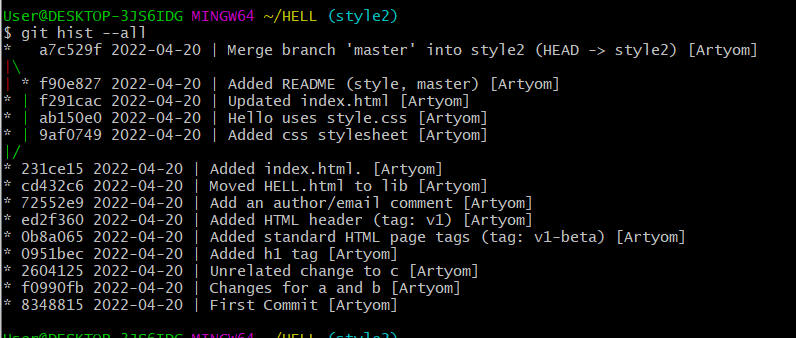 User@DESKTOP-3JS6IDG MINGW64 ~/HELL (style2)
$ git hist --all
*   a7c529f 2022-04-20 | Merge branch 'master' into style2 (HEAD -> style2) [Artyom]
|\
| * f90e827 2022-04-20 | Added README (style, master) [Artyom]
* | f291cac 2022-04-20 | Updated index.html [Artyom]
* | ab150e0 2022-04-20 | Hello uses style.css [Artyom]
* | 9af0749 2022-04-20 | Added css stylesheet [Artyom]
|/
* 231ce15 2022-04-20 | Added index.html. [Artyom]
* cd432c6 2022-04-20 | Moved HELL.html to lib [Artyom]
* 72552e9 2022-04-20 | Add an author/email comment [Artyom]
* ed2f360 2022-04-20 | Added HTML header (tag: v1) [Artyom]
* 0b8a065 2022-04-20 | Added standard HTML page tags (tag: v1-beta) [Artyom]
* 0951bec 2022-04-20 | Added h1 tag [Artyom]
* 2604125 2022-04-20 | Unrelated change to c [Artyom]
* f0990fb 2022-04-20 | Changes for a and b [Artyom]
* 8348815 2022-04-20 | First Commit [Artyom]
User@DESKTOP-3JS6IDG MINGW64 ~/HELL (style2)